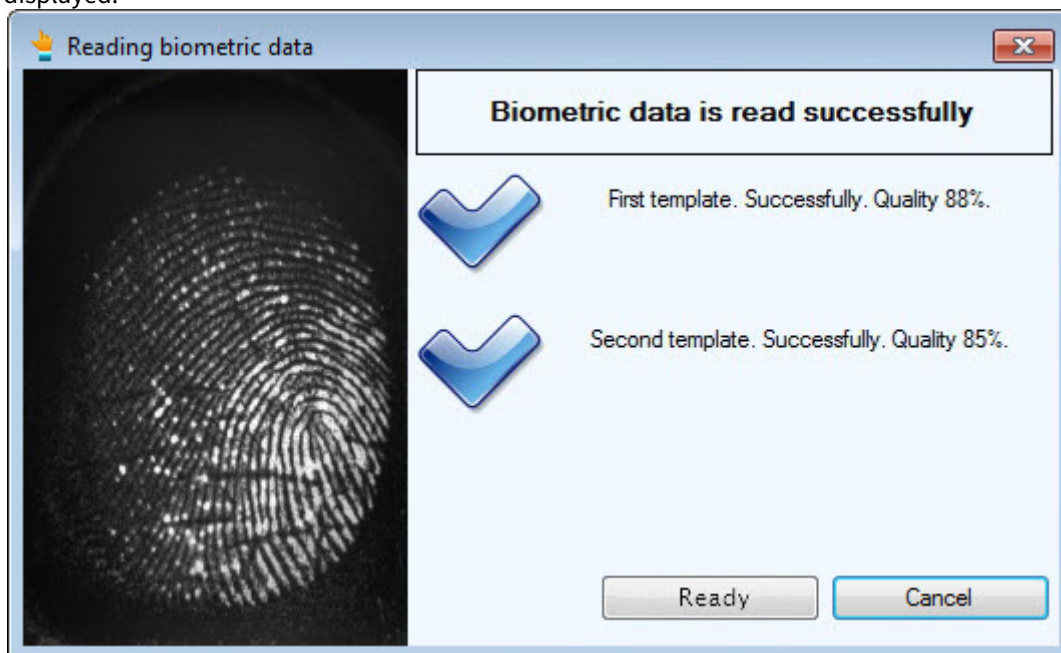 displayed.
Reading biometric data
Biometric data is read successfully
First template. Successfully. Quality 88%.
Second template. Successfully. Quality 85%.
Ready
Cancel